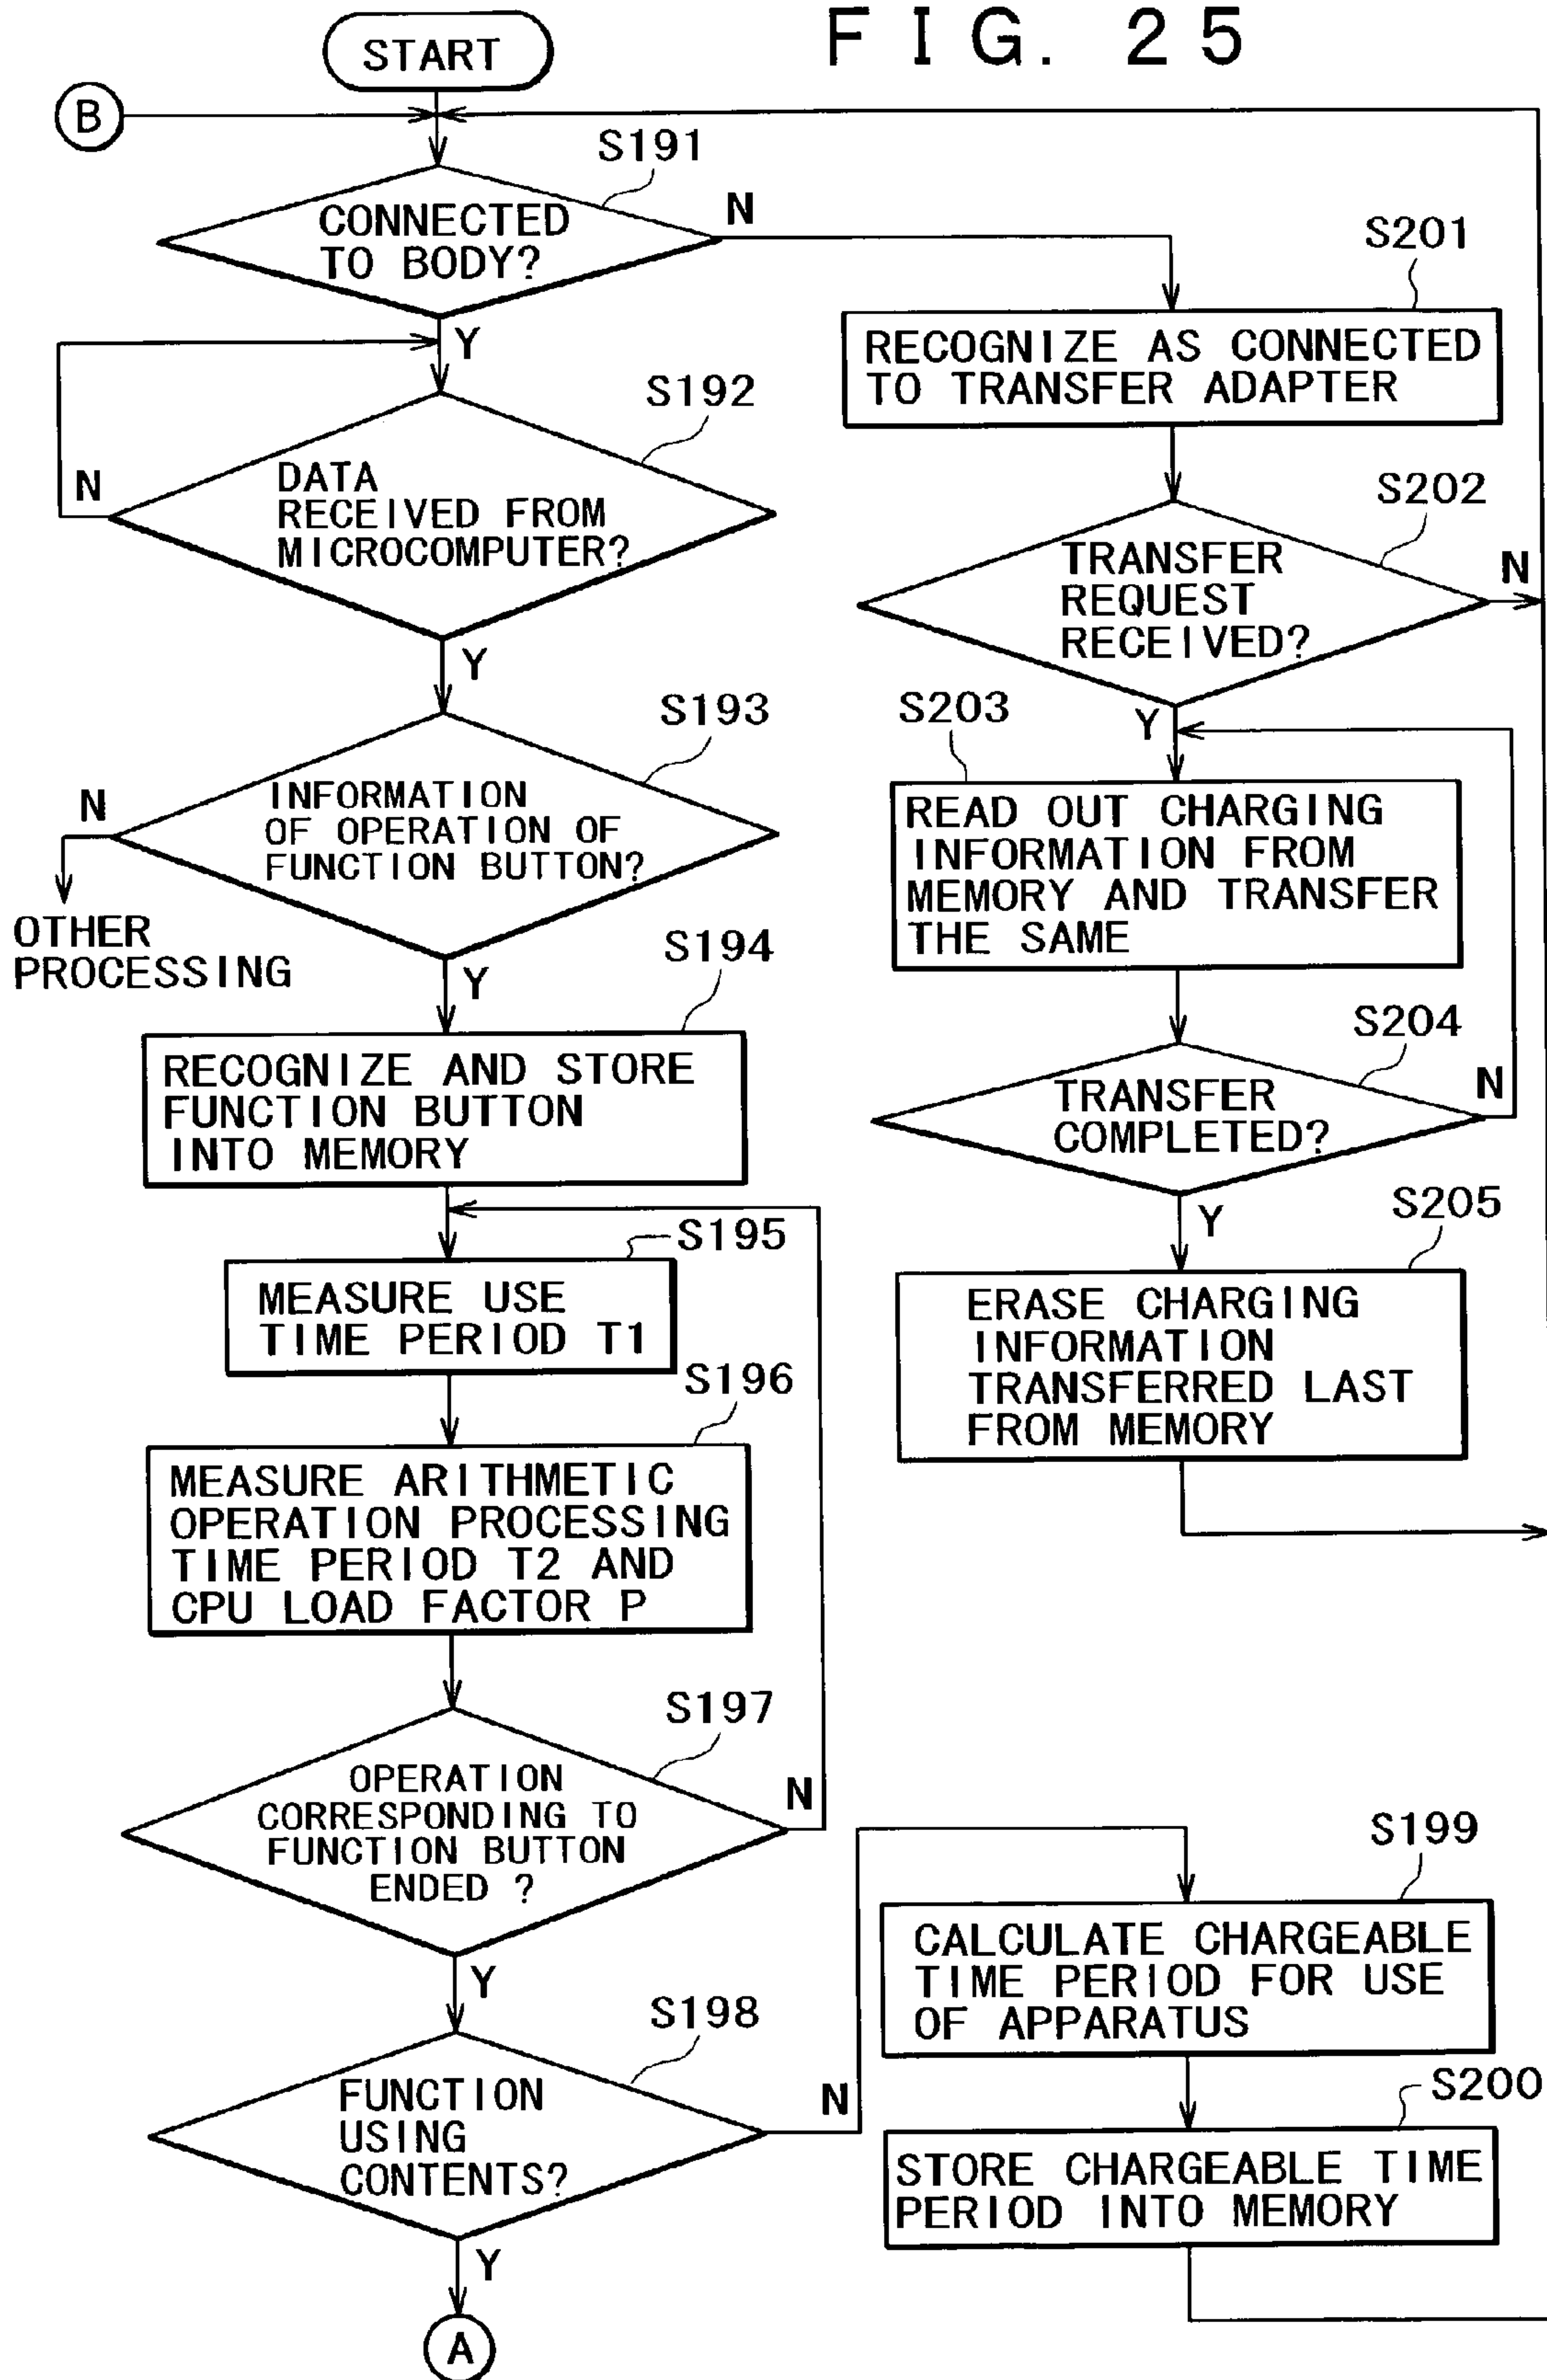 FIG. 25
START
B
S191
CONNECTED
TO BODY?
N
Y
S192
DATA
RECEIVED FROM
MICROCOMPUTER?
N
Y
S193
INFORMATION
OF OPERATION OF
FUNCTION BUTTON?
N
OTHER
PROCESSING
Y
S194
RECOGNIZE AND STORE
FUNCTION BUTTON
INTO MEMORY
S195
MEASURE USE
TIME PERIOD T1
S196
MEASURE ARITHMETIC
OPERATION PROCESSING
TIME PERIOD T2 AND
CPU LOAD FACTOR P
S197
OPERATION
CORRESPONDING TO
FUNCTION BUTTON
ENDED ?
N
Y
S198
FUNCTION
USING
CONTENTS?
N
Y
A
S201
RECOGNIZE AS CONNECTED
TO TRANSFER ADAPTER
S202
TRANSFER
REQUEST
RECEIVED?
N
Y
S203
READ OUT CHARGING
INFORMATION FROM
MEMORY AND TRANSFER
THE SAME
S204
TRANSFER
COMPLETED?
N
Y
S205
ERASE CHARGING
INFORMATION
TRANSFERRED LAST
FROM MEMORY
S199
CALCULATE CHARGEABLE
TIME PERIOD FOR USE
OF APPARATUS
S200
STORE CHARGEABLE TIME
PERIOD INTO MEMORY